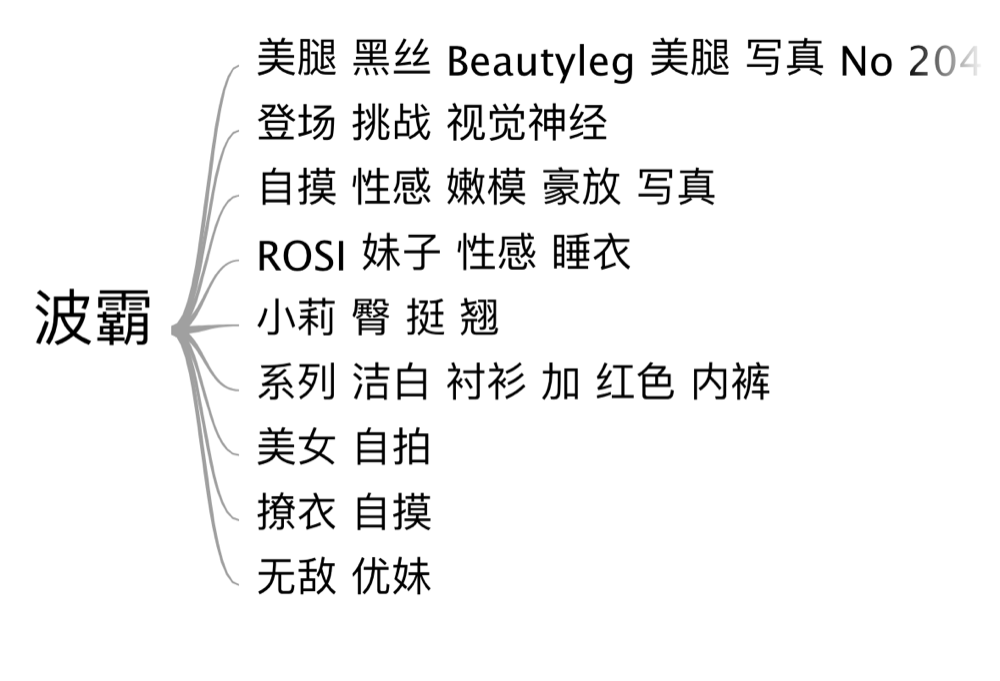 美腿 黑丝 Beautyleg 美腿 写真 No 204
登场 挑战 视觉神经
自摸 性感 嫩模 豪放 写真
ROSI 妹子 性感 睡衣
波霸
小莉 臀 挺 翘
系列 洁白 衬衫 加 红色 内裤
美女 自拍
撩衣 自摸
无敌 优妹